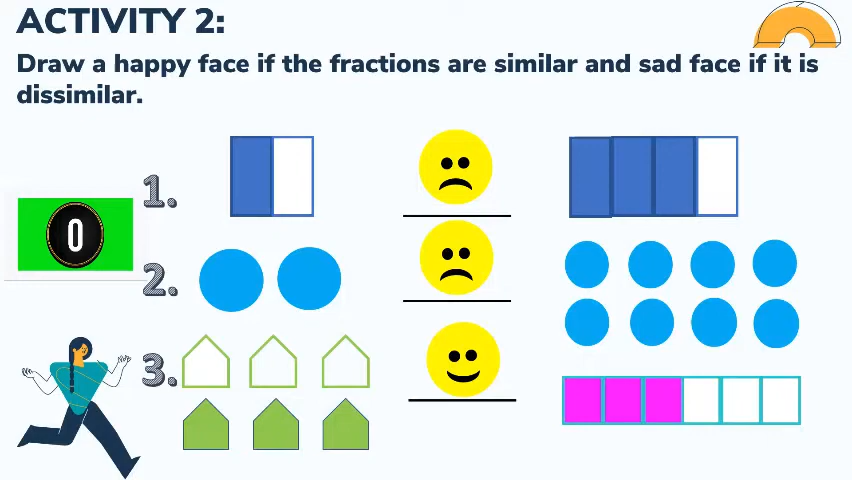 ACTIVITY 2:
Draw a happy face if the fractions are similar and sad face if it is
dissimilar.
1.
0
2.
3.